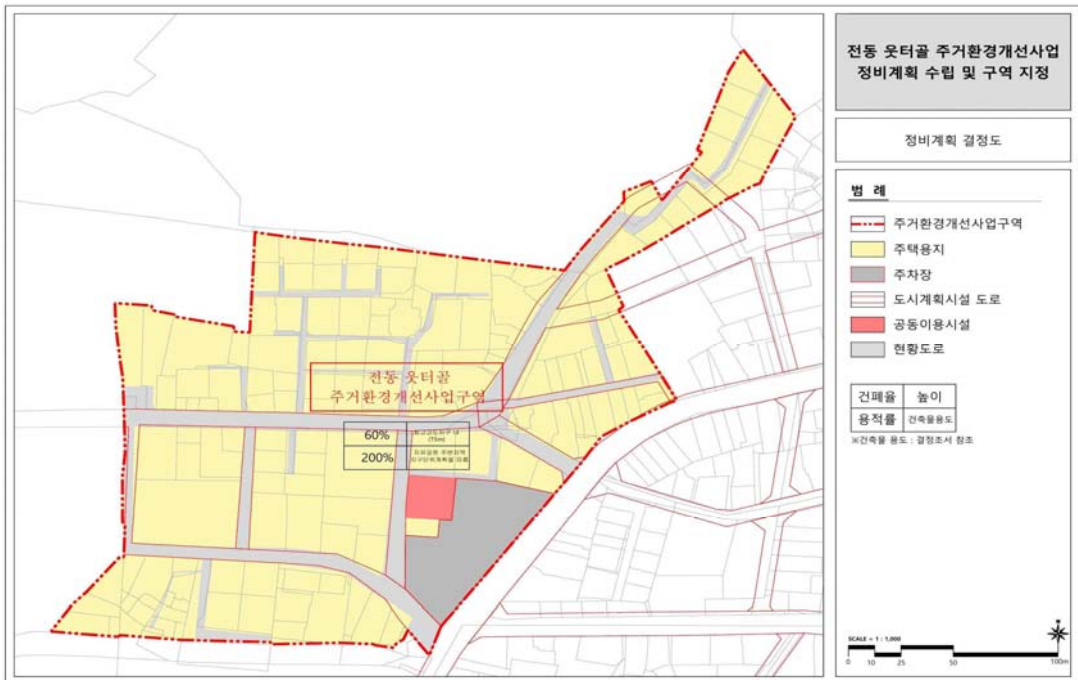 전동 웃터골 주거환경개선사업
정비계획 수립 및 구역 지정
정비계획 결정도
범 례
주거환경개선사업구역
주택용지
주차장
도시계획시설 도로
공동이용시설
현황도로
건폐율 높이
용적률 건축물용도
※건축물 용도 : 결정조서 참조
전동 웃터골
주거환경개선사업구역
60%
(15m)
200%
SCALE = 1 : 1,000
0 10 25 50 100m